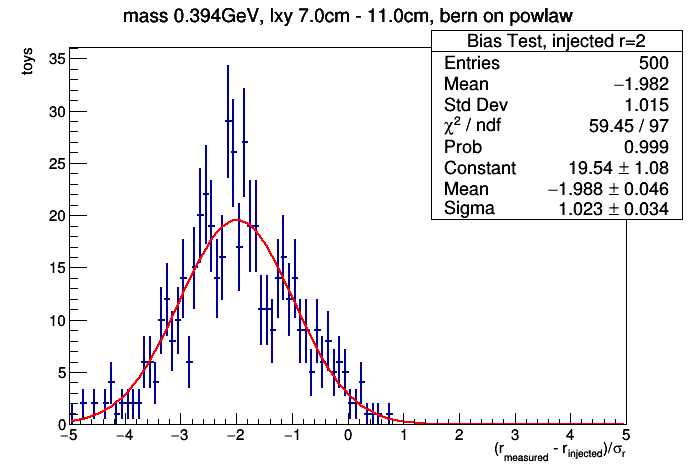 mass 0.394GeV, lxy 7.0cm - 11.0cm, bern on powlaw
Bias Test, injected r=2
Entries 500
Mean −1.982
Std Dev 1.015
χ² / ndf 59.45 / 97
Prob 0.999
Constant 19.54 ± 1.08
Mean −1.988 ± 0.046
Sigma 1.023 ± 0.034
toys
35
30
25
20
15
10
5
0
−5 −4 −3 −2 −1 0 1 2 3 4 5
(r_measured - r_injected)/σ_r